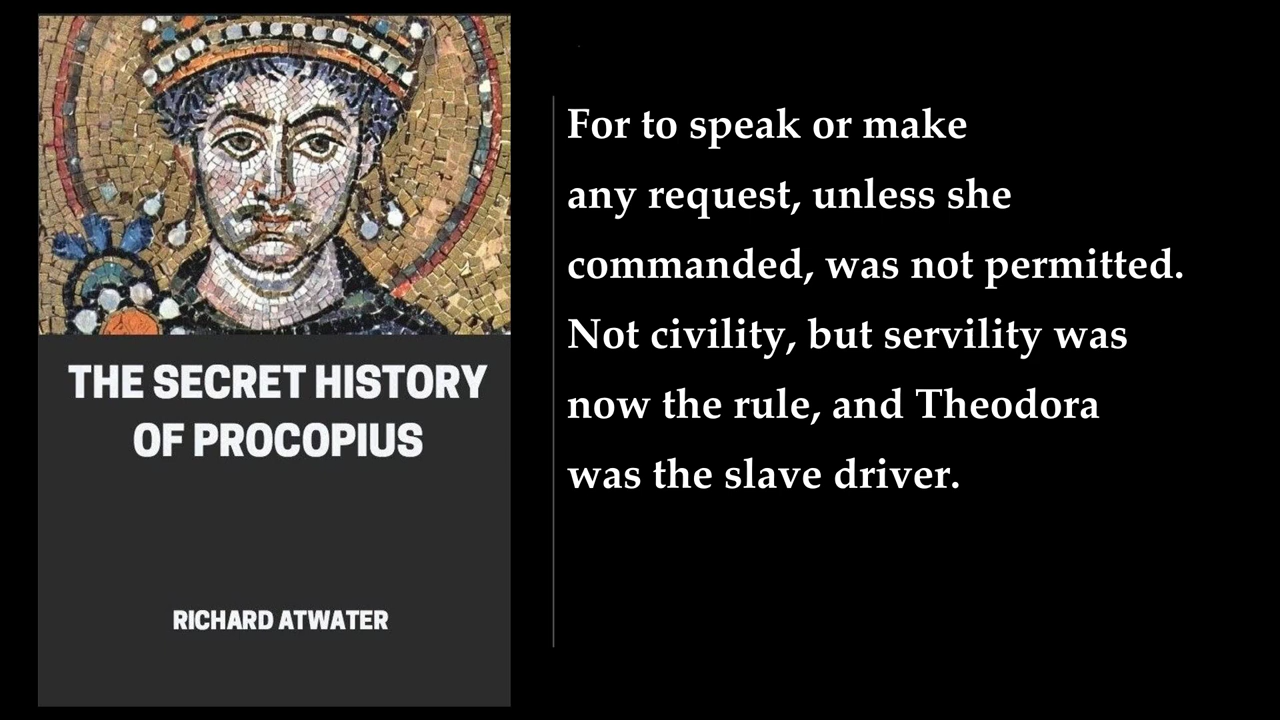 THE SECRET HISTORY
OF PROCOPIUS
RICHARD ATWATER
For to speak or make
any request, unless she
commanded, was not permitted.
Not civility, but servility was
now the rule, and Theodora
was the slave driver.